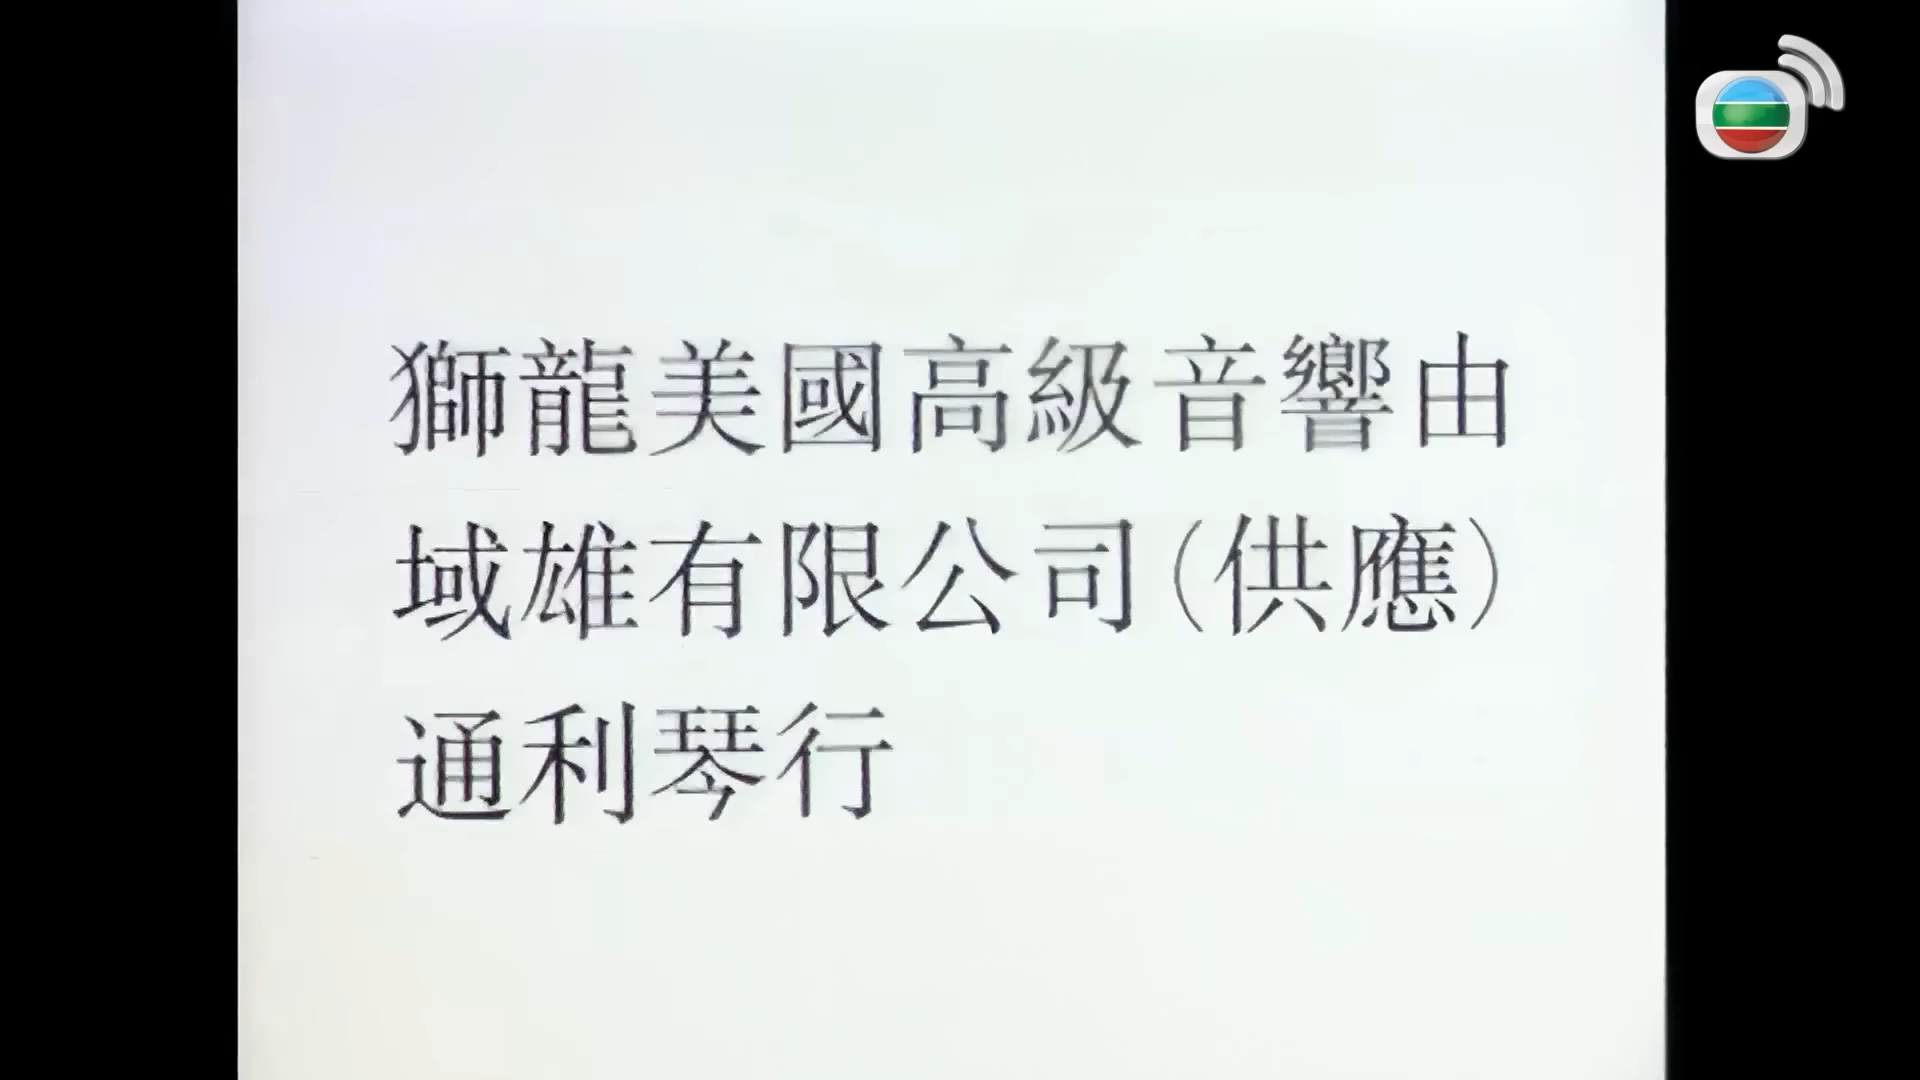 獅龍美國高級音響由
域雄有限公司(供應)
通利琴行